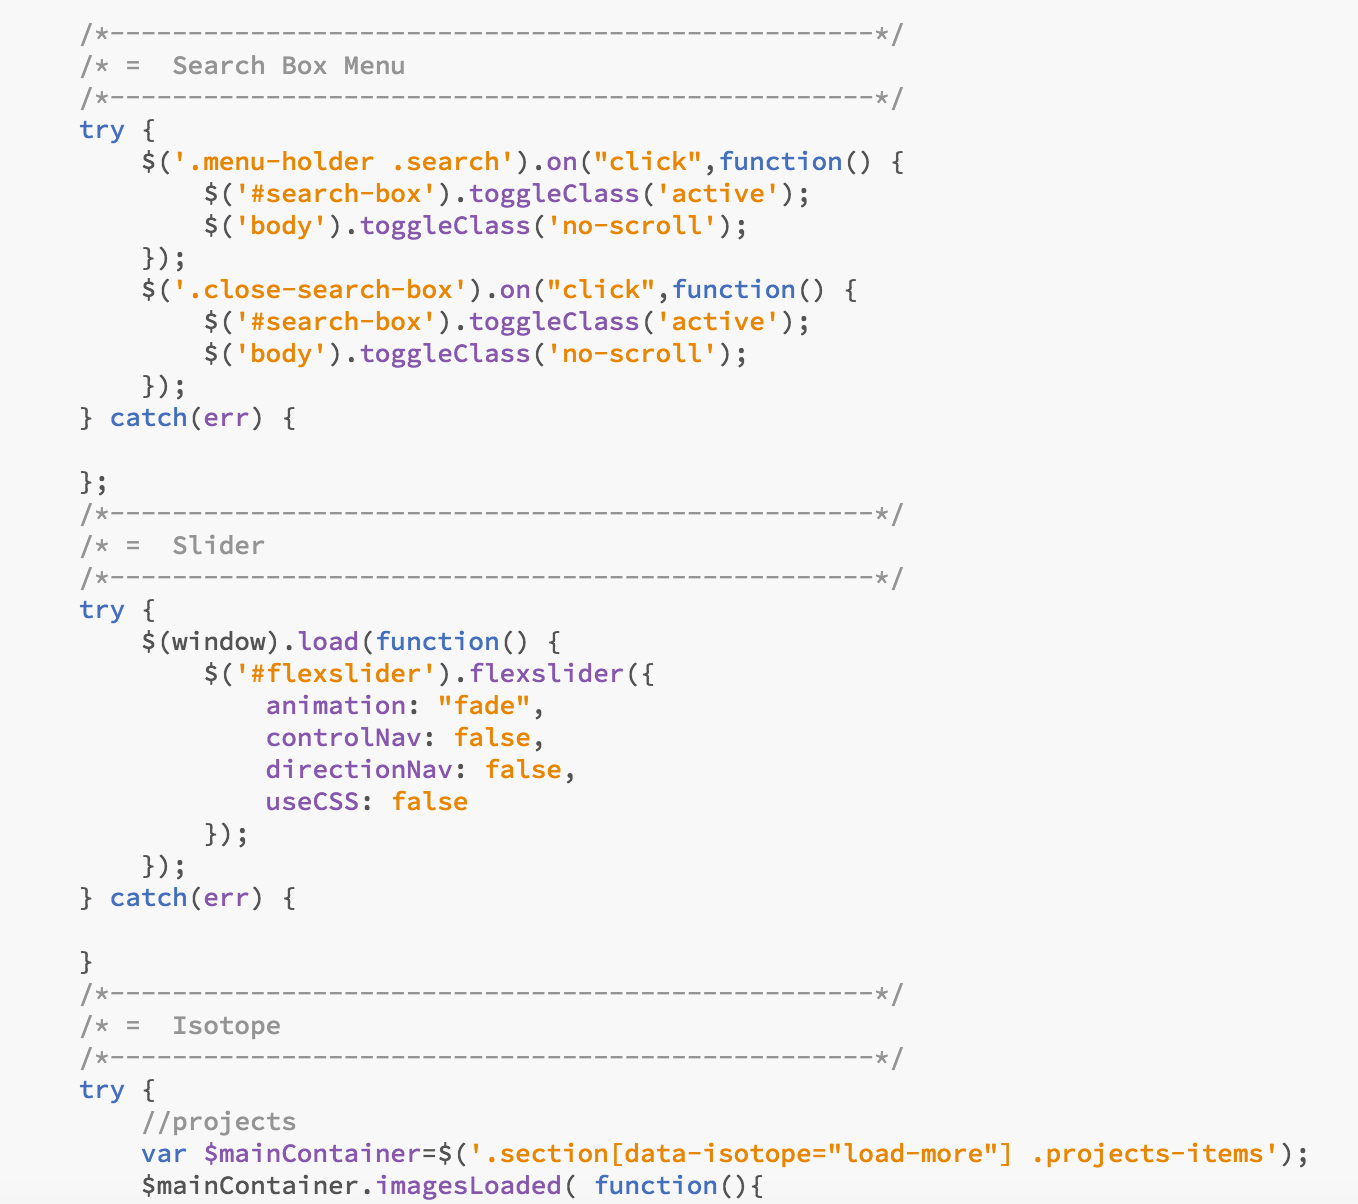 /*-------------------------------------------------*/
/* =  Search Box Menu
/*-------------------------------------------------*/
try {
    $('.menu-holder .search').on("click",function() {
        $('#search-box').toggleClass('active');
        $('body').toggleClass('no-scroll');
    });
    $('.close-search-box').on("click",function() {
        $('#search-box').toggleClass('active');
        $('body').toggleClass('no-scroll');
    });
} catch(err) {

};
/*-------------------------------------------------*/
/* =  Slider
/*-------------------------------------------------*/
try {
    $(window).load(function() {
        $('#flexslider').flexslider({
            animation: "fade",
            controlNav: false,
            directionNav: false,
            useCSS: false
        });
    });
} catch(err) {

}
/*-------------------------------------------------*/
/* =  Isotope
/*-------------------------------------------------*/
try {
    //projects
    var $mainContainer=$('.section[data-isotope="load-more"] .projects-items');
    $mainContainer.imagesLoaded( function(){